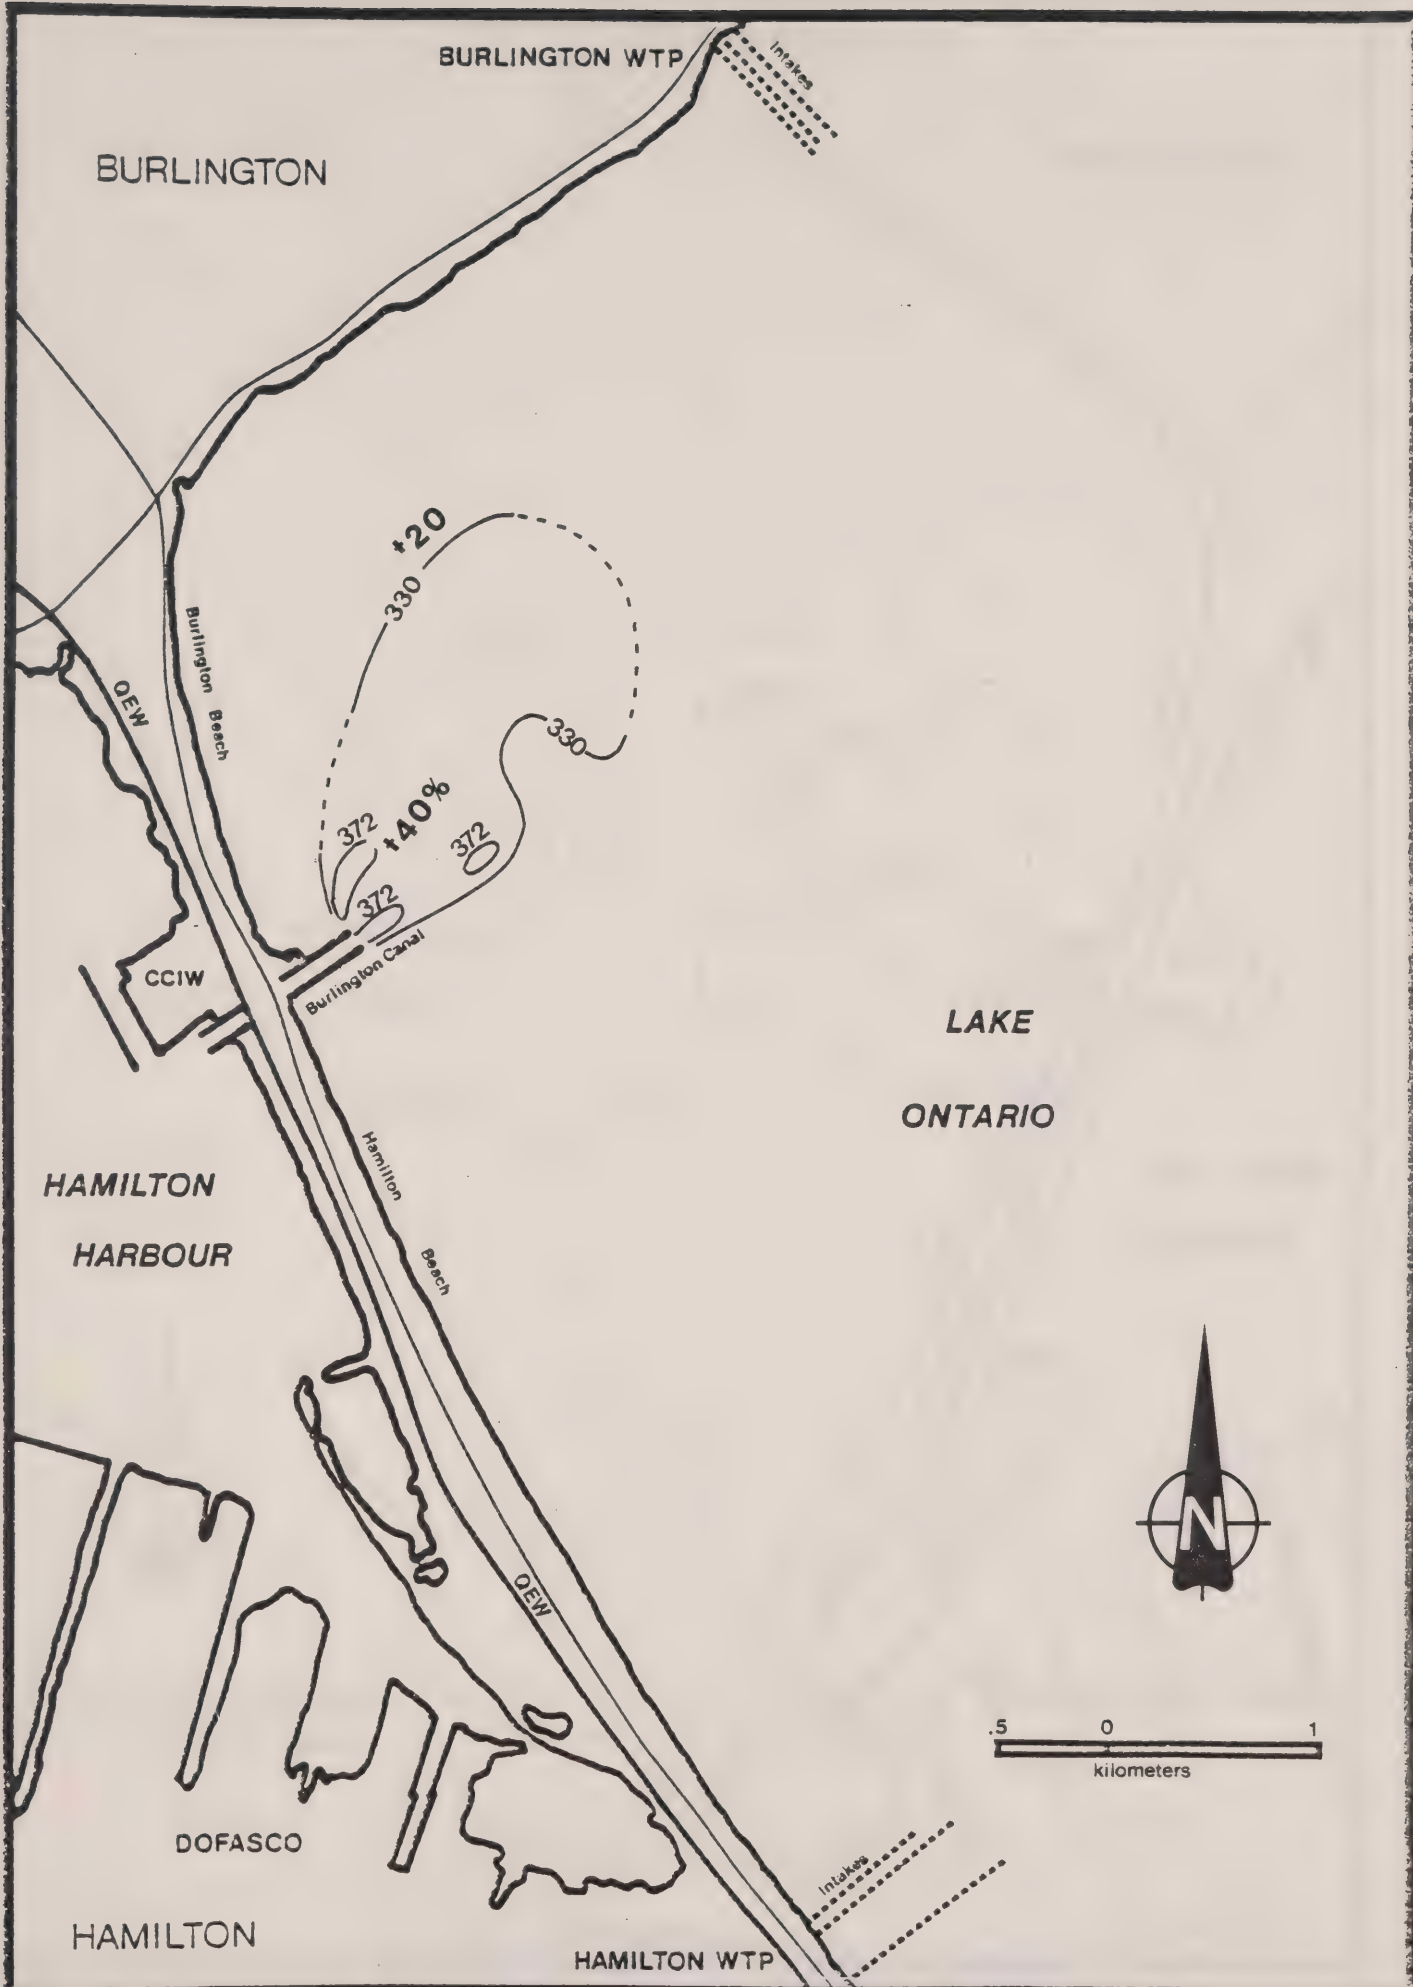 BURLINGTON WTP
Intakes
BURLINGTON
+20
330
Burlington Beach
QEW
330
+40%
372
372
372
Burlington Canal
CCIW
LAKE
ONTARIO
Hamilton
Beach
HAMILTON
HARBOUR
N
QEW
.5 0 1
kilometers
DOFASCO
Intakes
HAMILTON
HAMILTON WTP